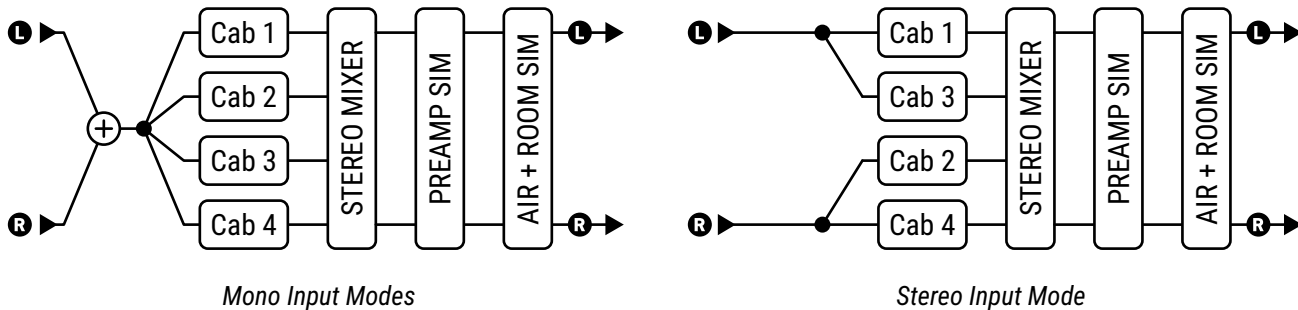 L
Cab 1
Cab 2
Cab 3
Cab 4
R
+
STEREO MIXER
PREAMP SIM
AIR + ROOM SIM
L
R
Mono Input Modes
L
Cab 1
Cab 3
Cab 2
Cab 4
R
STEREO MIXER
PREAMP SIM
AIR + ROOM SIM
L
R
Stereo Input Mode